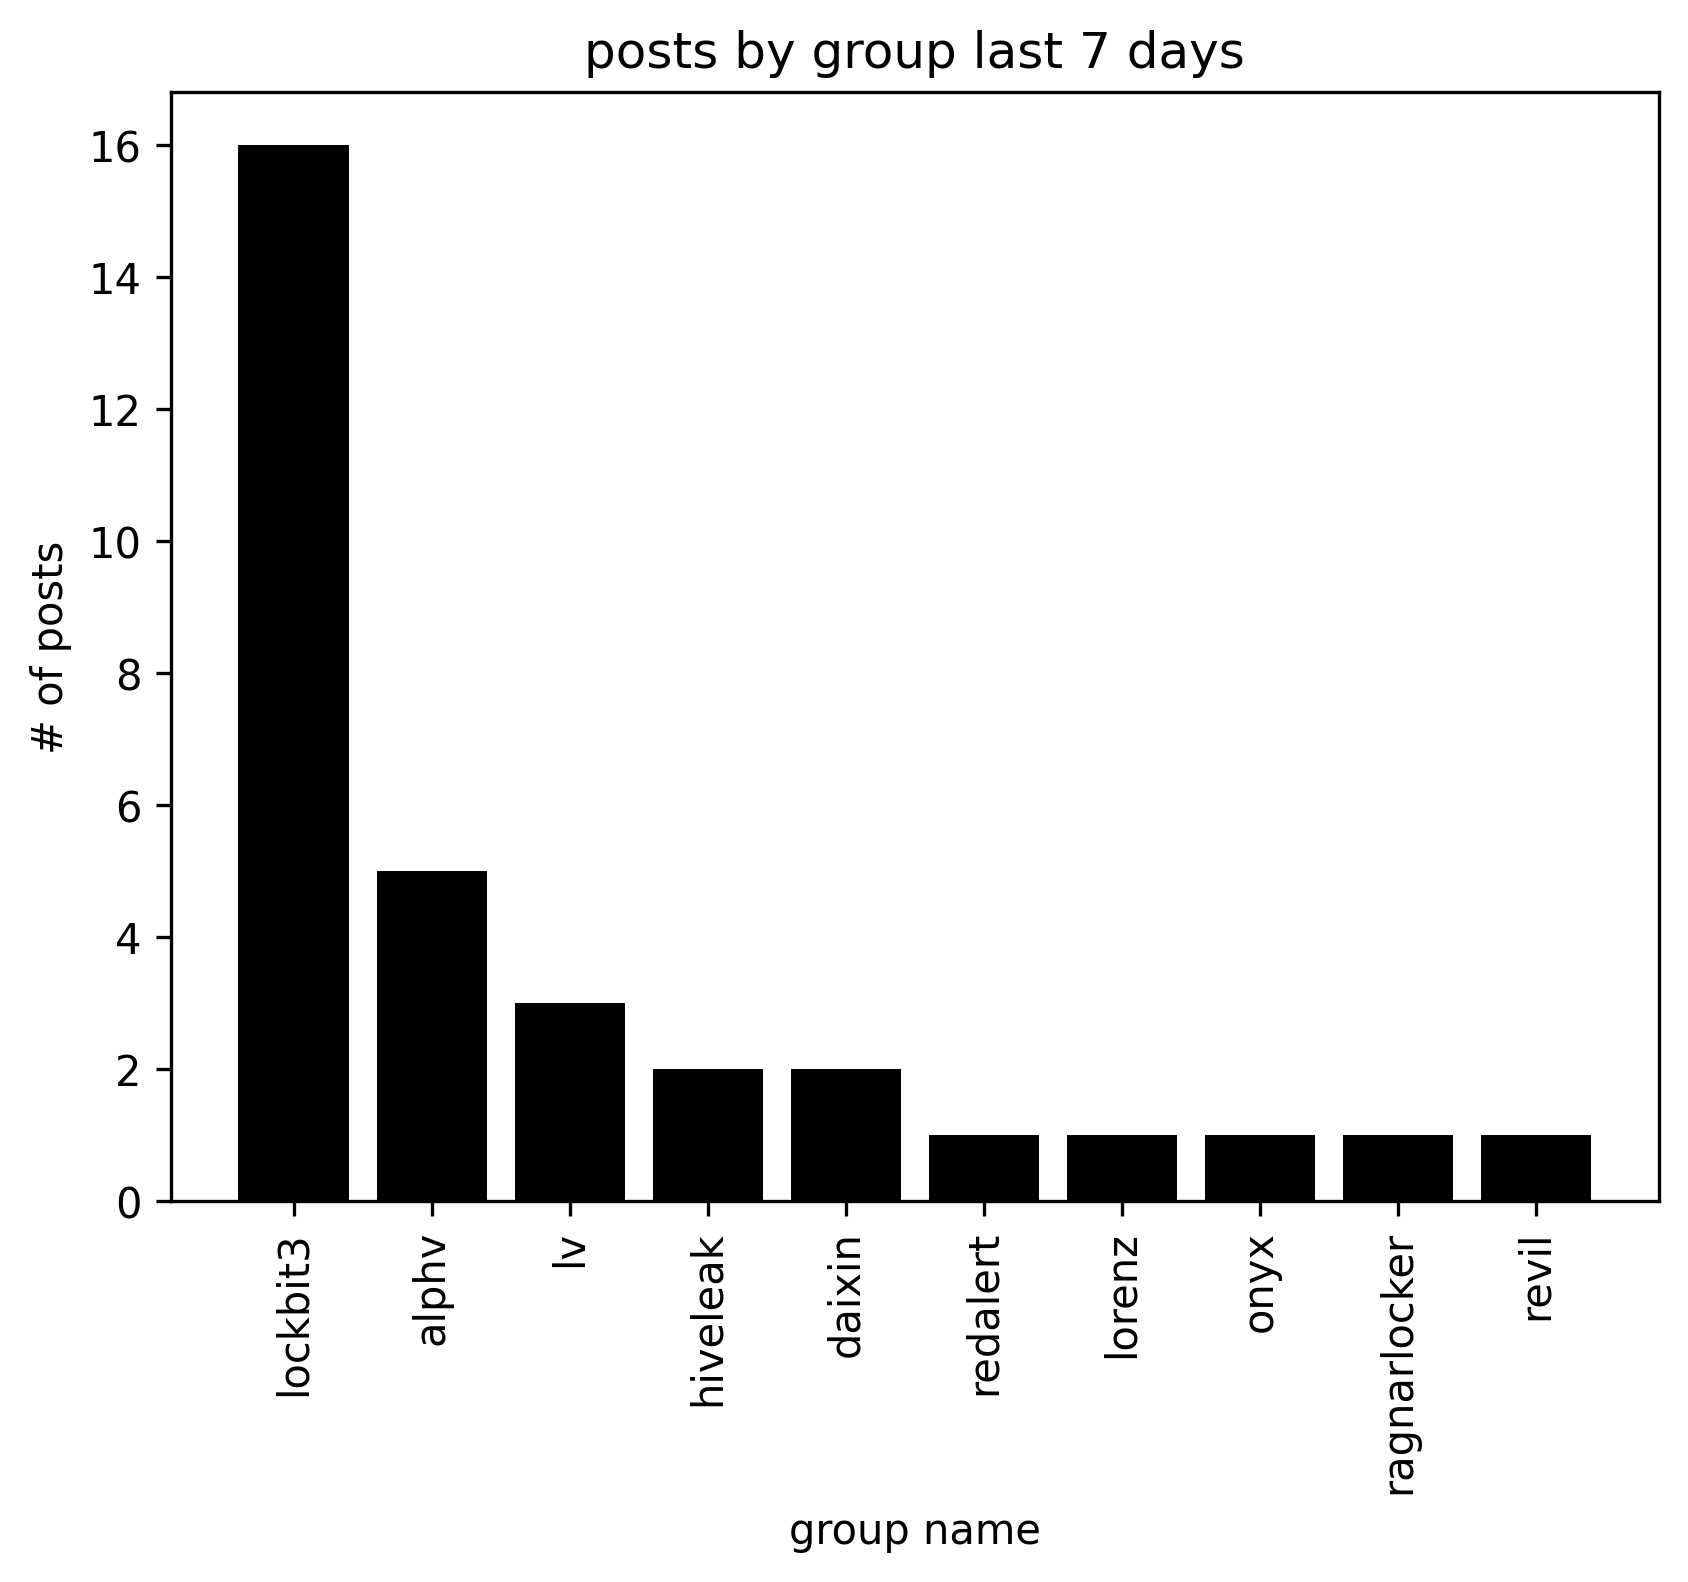 posts by group last 7 days
16
14
12
10
8
6
4
2
0
# of posts
lockbit3
alphv
lv
hiveleak
daixin
redalert
lorenz
onyx
ragnarlocker
revil
group name